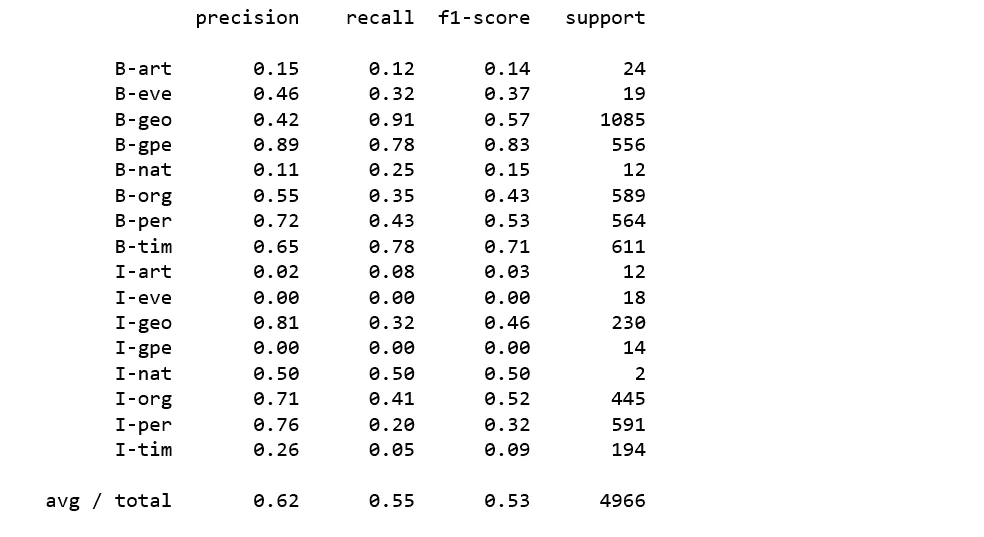 precision recall f1-score support
B-art 0.15 0.12 0.14 24
B-eve 0.46 0.32 0.37 19
B-geo 0.42 0.91 0.57 1085
B-gpe 0.89 0.78 0.83 556
B-nat 0.11 0.25 0.15 12
B-org 0.55 0.35 0.43 589
B-per 0.72 0.43 0.53 564
B-tim 0.65 0.78 0.71 611
I-art 0.02 0.08 0.03 12
I-eve 0.00 0.00 0.00 18
I-geo 0.81 0.32 0.46 230
I-gpe 0.00 0.00 0.00 14
I-nat 0.50 0.50 0.50 2
I-org 0.71 0.41 0.52 445
I-per 0.76 0.20 0.32 591
I-tim 0.26 0.05 0.09 194
avg / total 0.62 0.55 0.53 4966